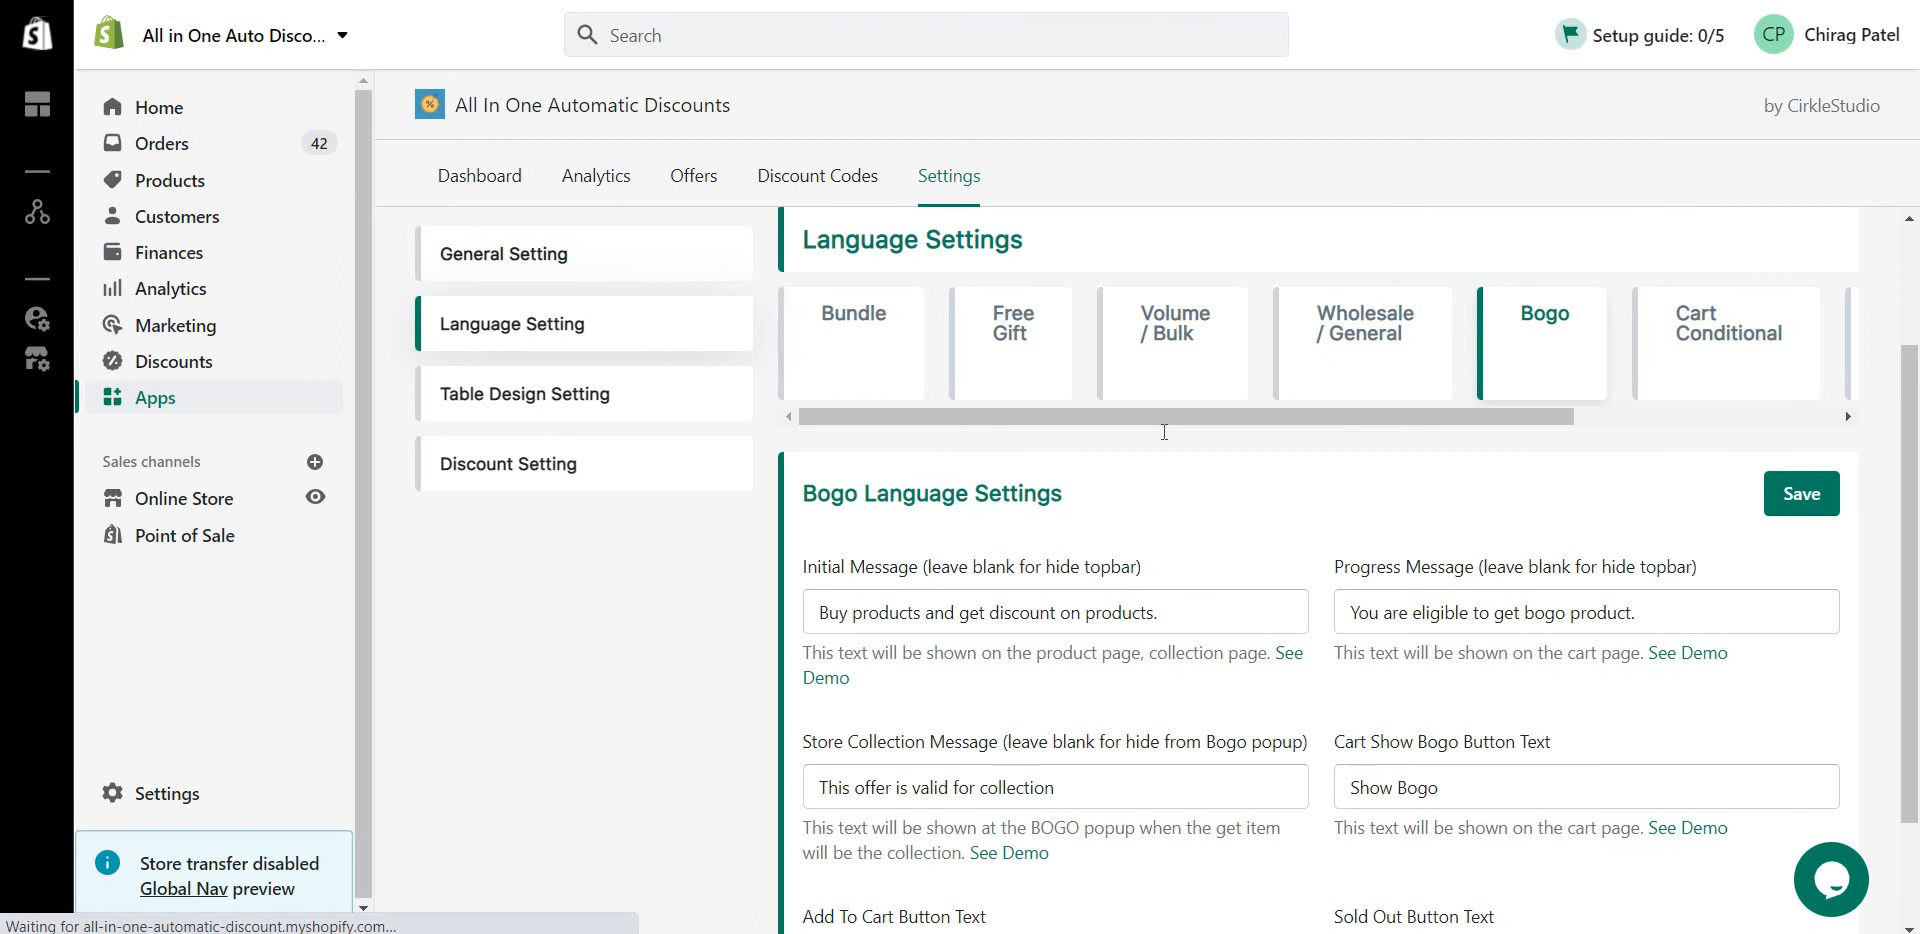 All in One Auto Disco...
Search
Setup guide: 0/5
CP
Chirag Patel
Home
Orders
42
Products
Customers
Finances
Analytics
Marketing
Discounts
Apps
Sales channels
Online Store
Point of Sale
Settings
Store transfer disabled
Global Nav preview
Waiting for all-in-one-automatic-discount.myshopify.com...
% All In One Automatic Discounts
by CirkleStudio
Dashboard
Analytics
Offers
Discount Codes
Settings
General Setting
Language Setting
Table Design Setting
Discount Setting
Language Settings
Bundle
Free
Gift
Volume
/ Bulk
Wholesale
/ General
Bogo
Cart
Conditional
Bogo Language Settings
Save
Initial Message (leave blank for hide topbar)
Buy products and get discount on products.
This text will be shown on the product page, collection page. See
Demo
Progress Message (leave blank for hide topbar)
You are eligible to get bogo product.
This text will be shown on the cart page. See Demo
Store Collection Message (leave blank for hide from Bogo popup)
This offer is valid for collection
This text will be shown at the BOGO popup when the get item
will be the collection. See Demo
Cart Show Bogo Button Text
Show Bogo
This text will be shown on the cart page. See Demo
Add To Cart Button Text
Sold Out Button Text